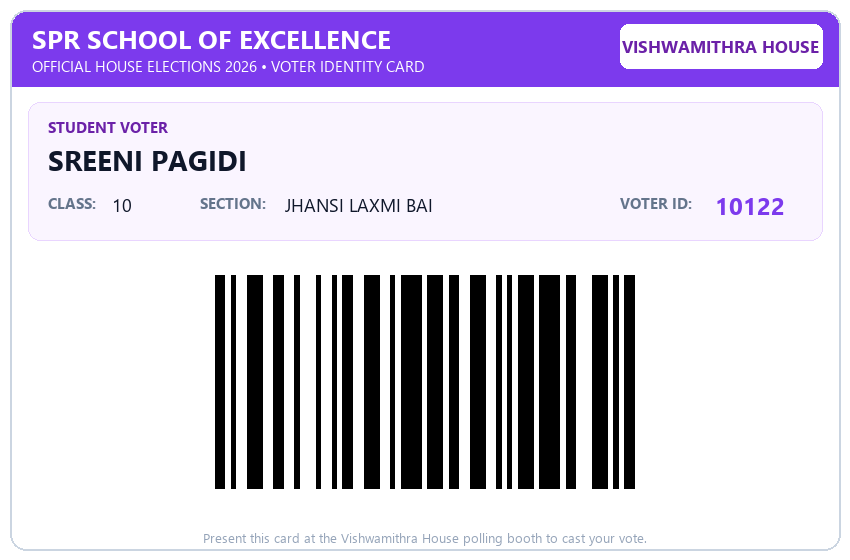 SPR SCHOOL OF EXCELLENCE
OFFICIAL HOUSE ELECTIONS 2026 • VOTER IDENTITY CARD
VISHWAMITHRA HOUSE
STUDENT VOTER
SREENI PAGIDI
CLASS: 10 SECTION: JHANSI LAXMI BAI VOTER ID: 10122
Present this card at the Vishwamithra House polling booth to cast your vote.